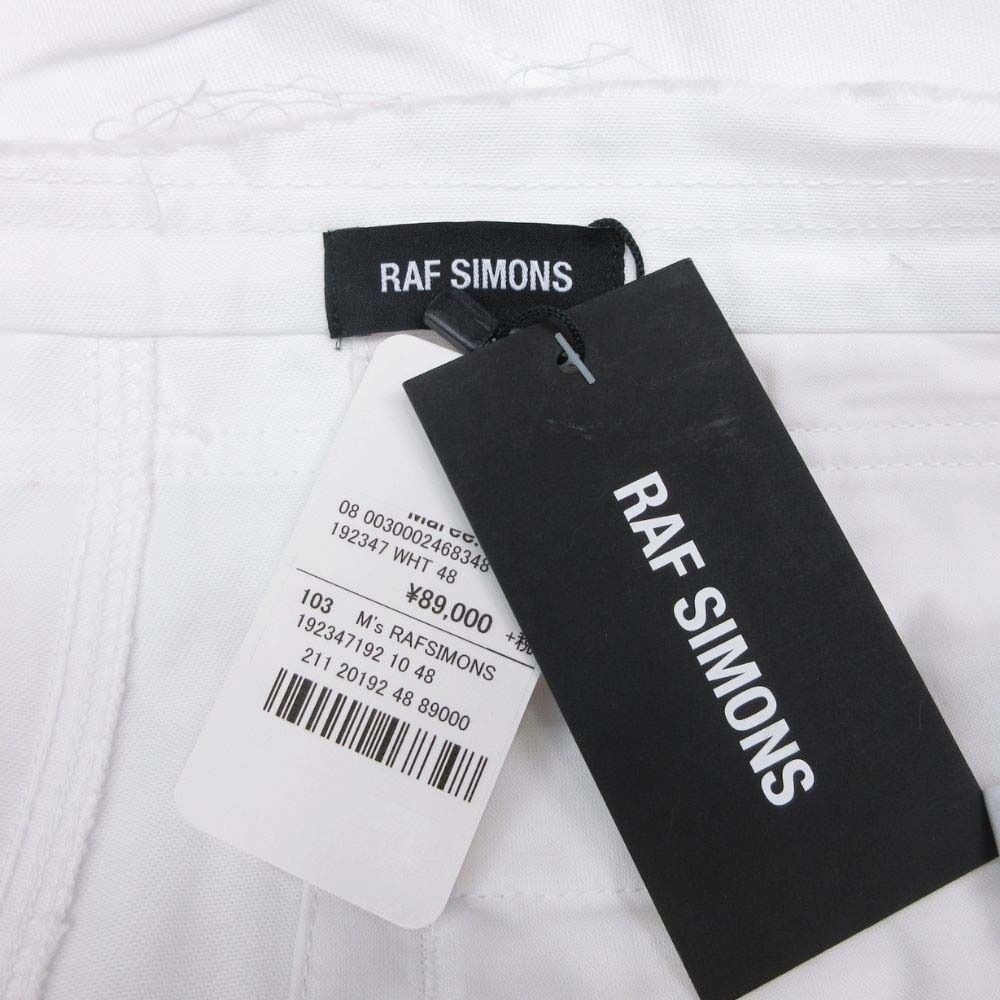 RAF SIMONS
08 0030002468348
192347 WHT 48
¥89,000 +税
103 M's RAFSIMONS
192347192 10 48
211 20192 48 89000
RAF SIMONS